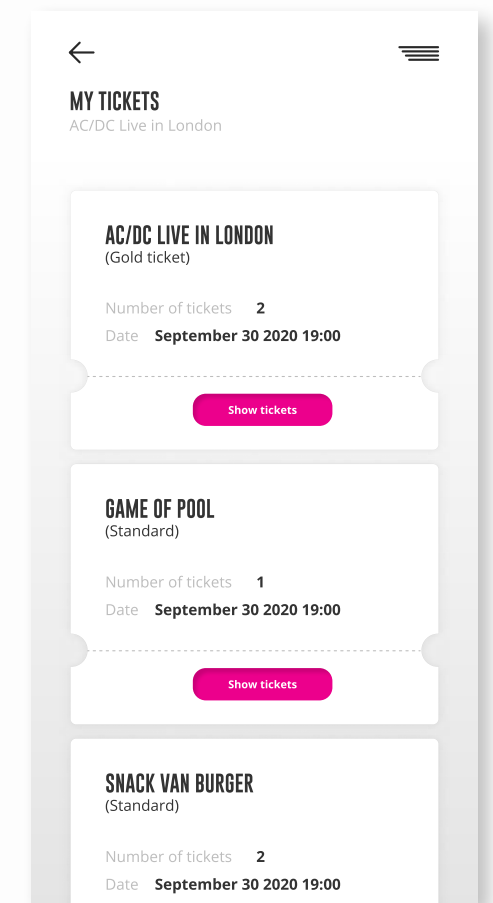 MY TICKETS
AC/DC Live in London
AC/DC LIVE IN LONDON
(Gold ticket)
Number of tickets 2
Date September 30 2020 19:00
Show tickets
GAME OF POOL
(Standard)
Number of tickets 1
Date September 30 2020 19:00
Show tickets
SNACK VAN BURGER
(Standard)
Number of tickets 2
Date September 30 2020 19:00